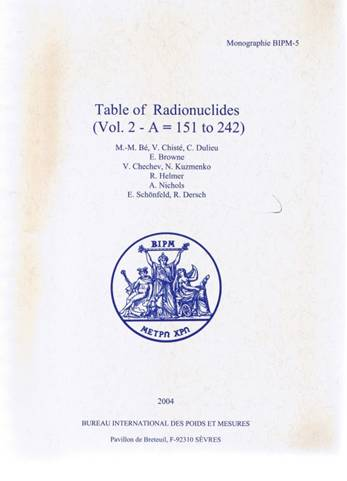 Monographie BIPM-5
Table of Radionuclides
(Vol. 2 - A = 151 to 242)
M.-M. Bé, V. Chisté, C. Dulieu
E. Browne
V. Chechev, N. Kuzmenko
R. Helmer
A. Nichols
E. Schönfeld, R. Dersch
BIPM
ΜΕΤΡΩ ΧΡΩ
2004
BUREAU INTERNATIONAL DES POIDS ET MESURES
Pavillon de Breteuil, F-92310 SÈVRES